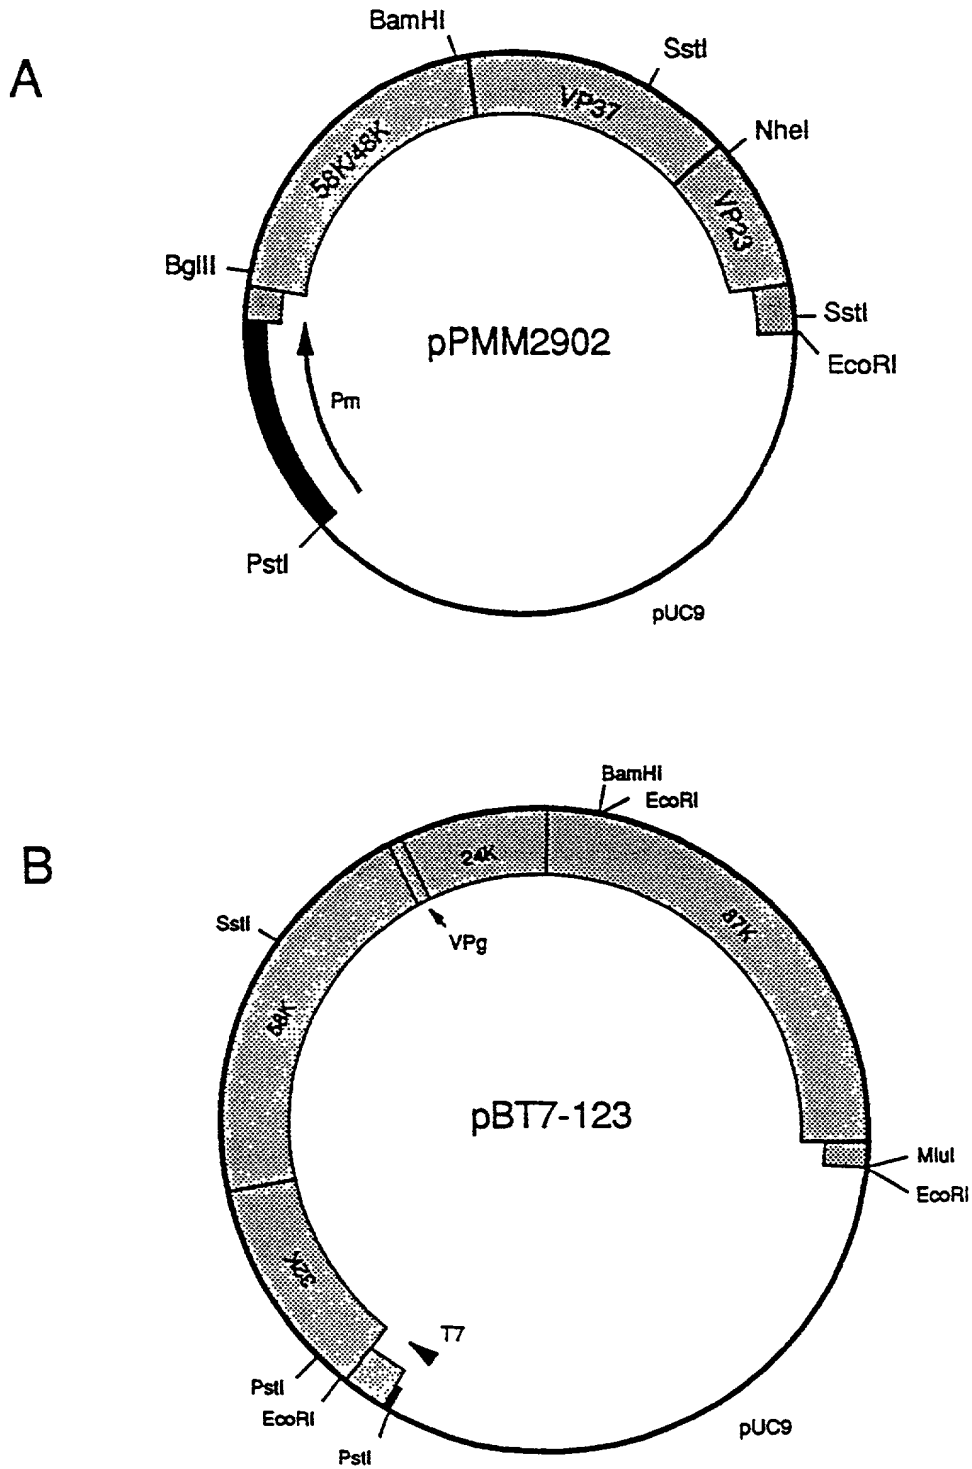 A
BamHI
SstI
VP37
NheI
58K/48K
VP23
BglII
SstI
pPMM2902
EcoRI
Pm
PstI
pUC9
B
BamHI
EcoRI
24K
87K
SstI
VPg
58K
pBT7-123
MluI
EcoRI
32K
T7
PstI
EcoRI
pUC9
PstI